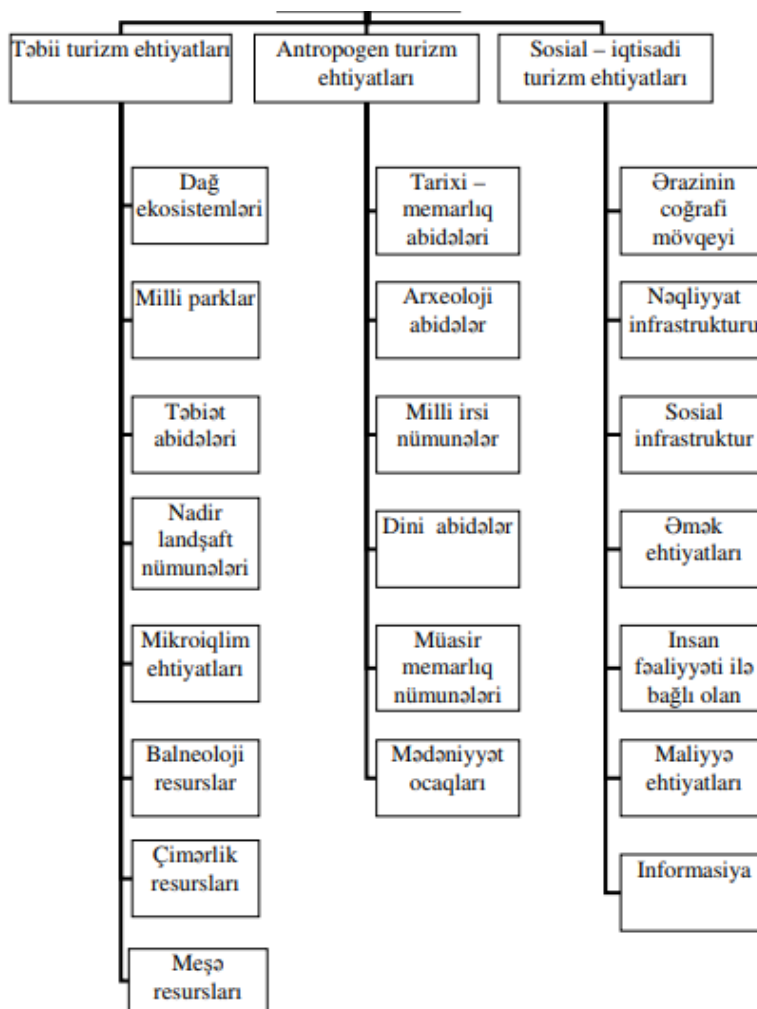 Təbii turizm ehtiyatları
Antropogen turizm
ehtiyatları
Sosial – iqtisadi
turizm ehtiyatları
Dağ
ekosistemləri
Milli parklar
Təbiət
abidələri
Nadir
landşaft
nümunələri
Mikroiqlim
ehtiyatları
Balneoloji
resurslar
Çimərlik
resursları
Meşə
resursları
Tarixi –
memarlıq
abidələri
Arxeoloji
abidələr
Milli irsi
nümunələr
Dini abidələr
Müasir
memarlıq
nümunələri
Mədəniyyət
ocaqları
Ərazinin
coğrafi
mövqeyi
Nəqliyyat
infrastrukturu
Sosial
infrastruktur
Əmək
ehtiyatları
Insan
fəaliyyəti ilə
bağlı olan
Maliyyə
ehtiyatları
Informasiya